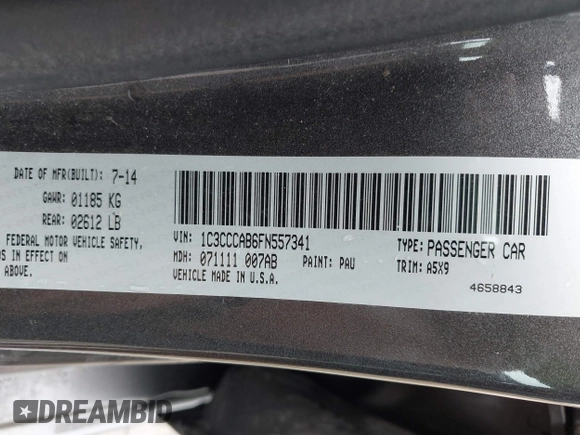 DATE OF MFR(BUILT): 7-14
GAWR: 01185 KG
REAR: 02612 LB
FEDERAL MOTOR VEHICLE SAFETY,
DS IN EFFECT ON
ABOVE.
VIN: 1C3CCCAB6FN557341
TYPE: PASSENGER CAR
MDH: 071111 007AB
PAINT: PAU
TRIM: A5X9
VEHICLE MADE IN U.S.A.
4658843
DREAMBID